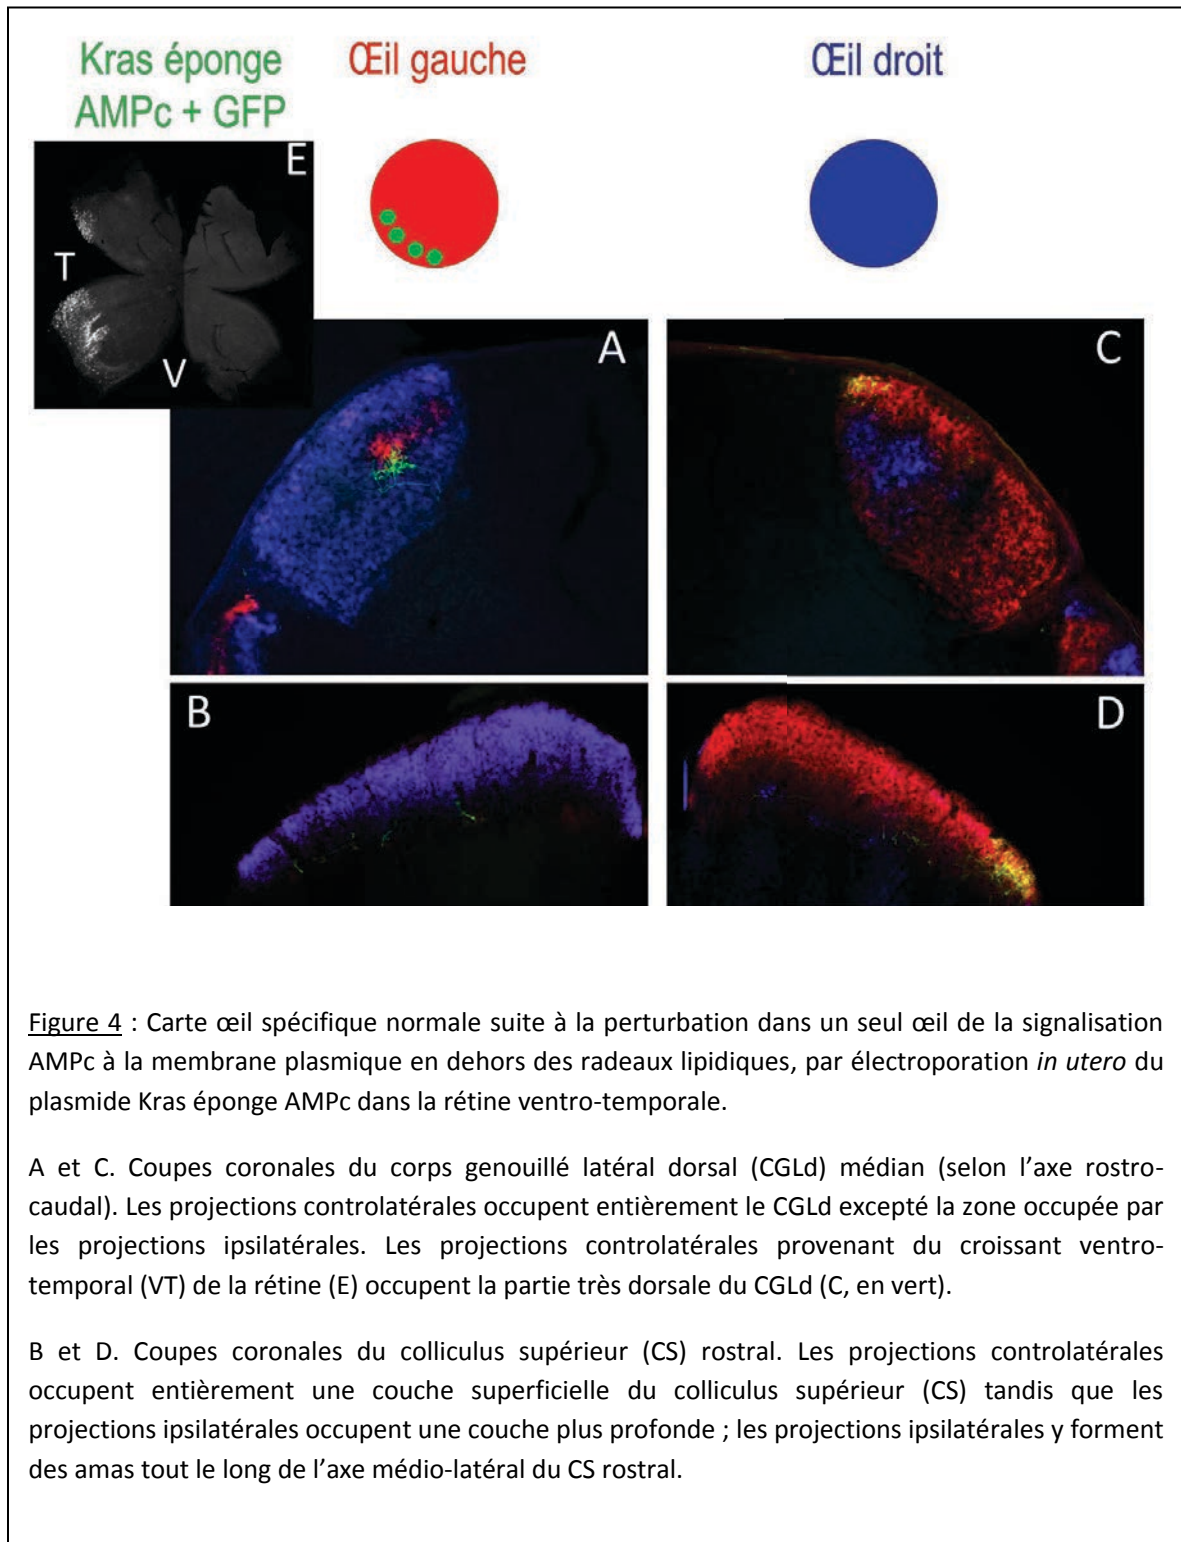 Kras éponge
AMPc + GFP
Œil gauche
Œil droit
E
T
V
A
C
B
D
Figure 4 : Carte œil spécifique normale suite à la perturbation dans un seul œil de la signalisation
AMPc à la membrane plasmique en dehors des radeaux lipidiques, par électroporation in utero du
plasmide Kras éponge AMPc dans la rétine ventro-temporale.
A et C. Coupes coronales du corps genouillé latéral dorsal (CGLd) médian (selon l’axe rostro-
caudal). Les projections controlatérales occupent entièrement le CGLd excepté la zone occupée par
les projections ipsilatérales. Les projections controlatérales provenant du croissant ventro-
temporal (VT) de la rétine (E) occupent la partie très dorsale du CGLd (C, en vert).
B et D. Coupes coronales du colliculus supérieur (CS) rostral. Les projections controlatérales
occupent entièrement une couche superficielle du colliculus supérieur (CS) tandis que les
projections ipsilatérales occupent une couche plus profonde ; les projections ipsilatérales y forment
des amas tout le long de l’axe médio-latéral du CS rostral.